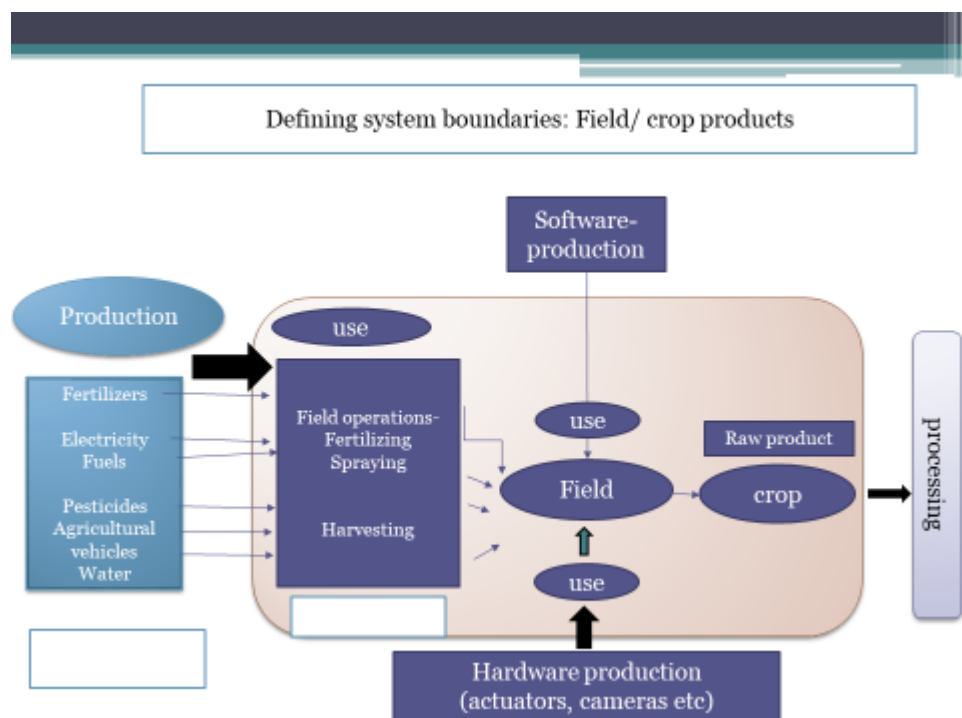 Defining system boundaries: Field/ crop products
Software-
production
Production
use
Fertilizers
Electricity
Fuels
Pesticides
Agricultural
vehicles
Water
Field operations-
Fertilizing
Spraying
Harvesting
use
Field
Raw product
crop
use
processing
Hardware production
(actuators, cameras etc)